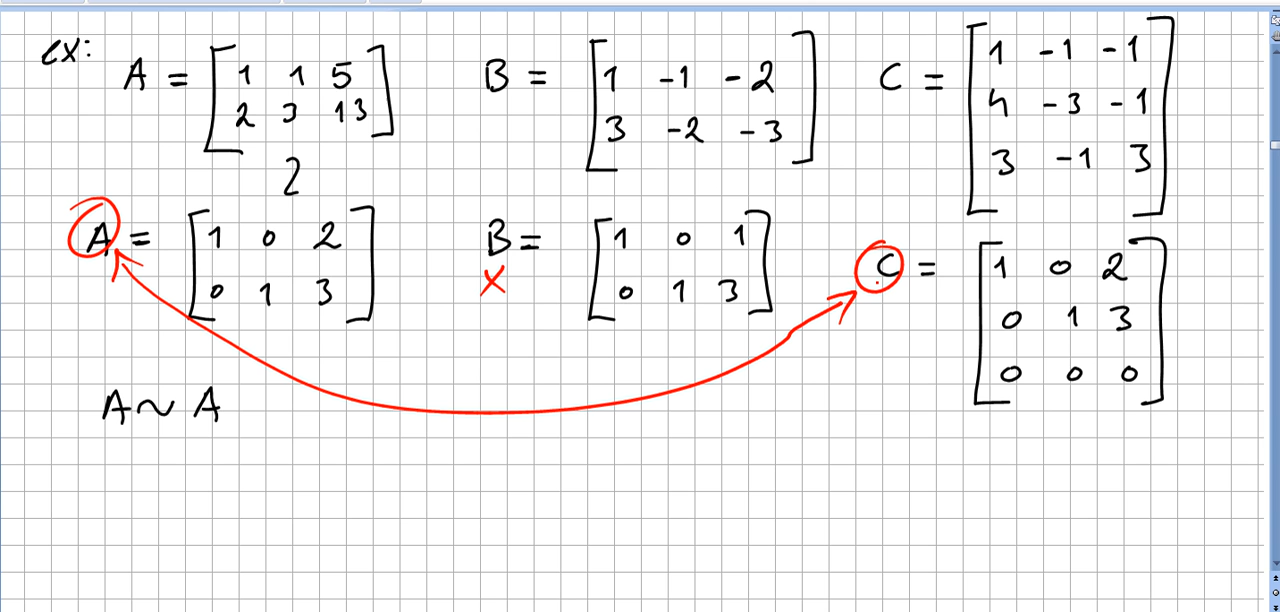 ex:
A = [1 1 5; 2 3 13] B = [1 -1 -2; 3 -2 -3] C = [1 -1 -1; 4 -3 -1; 3 -1 3]
2
A = [1 0 2; 0 1 3] B = [1 0 1; 0 1 3] C = [1 0 2; 0 1 3; 0 0 0]
X
A ~ A